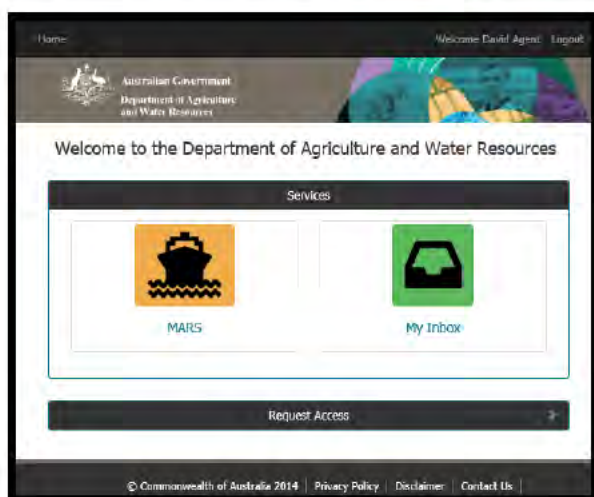 Home Welcome David Agent Logout
Australian Government
Department of Agriculture
and Water Resources
Welcome to the Department of Agriculture and Water Resources
Services
MARS My Inbox
Request Access
© Commonwealth of Australia 2014 | Privacy Policy | Disclaimer | Contact Us |